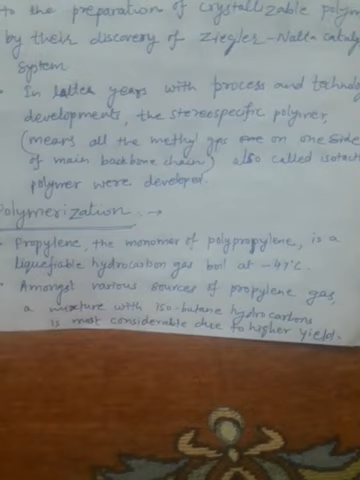 to the preparation of crystallizable polym
by their discovery of Ziegler-Natta cataly
system
• In latter years with process and technolo
developments, the stereospecific polymer,
(means all the methyl gps one on one side
of main backbone chain) also called isotacti
polymer were developed.
Polymerization :→
• Propylene, the monomer of polypropylene, is a
liquefiable hydrocarbon gas boil at -47°C.
• Amongst various sources of propylene gas,
a mixture with iso-butane hydrocarbons
is most considerable due to higher yield.